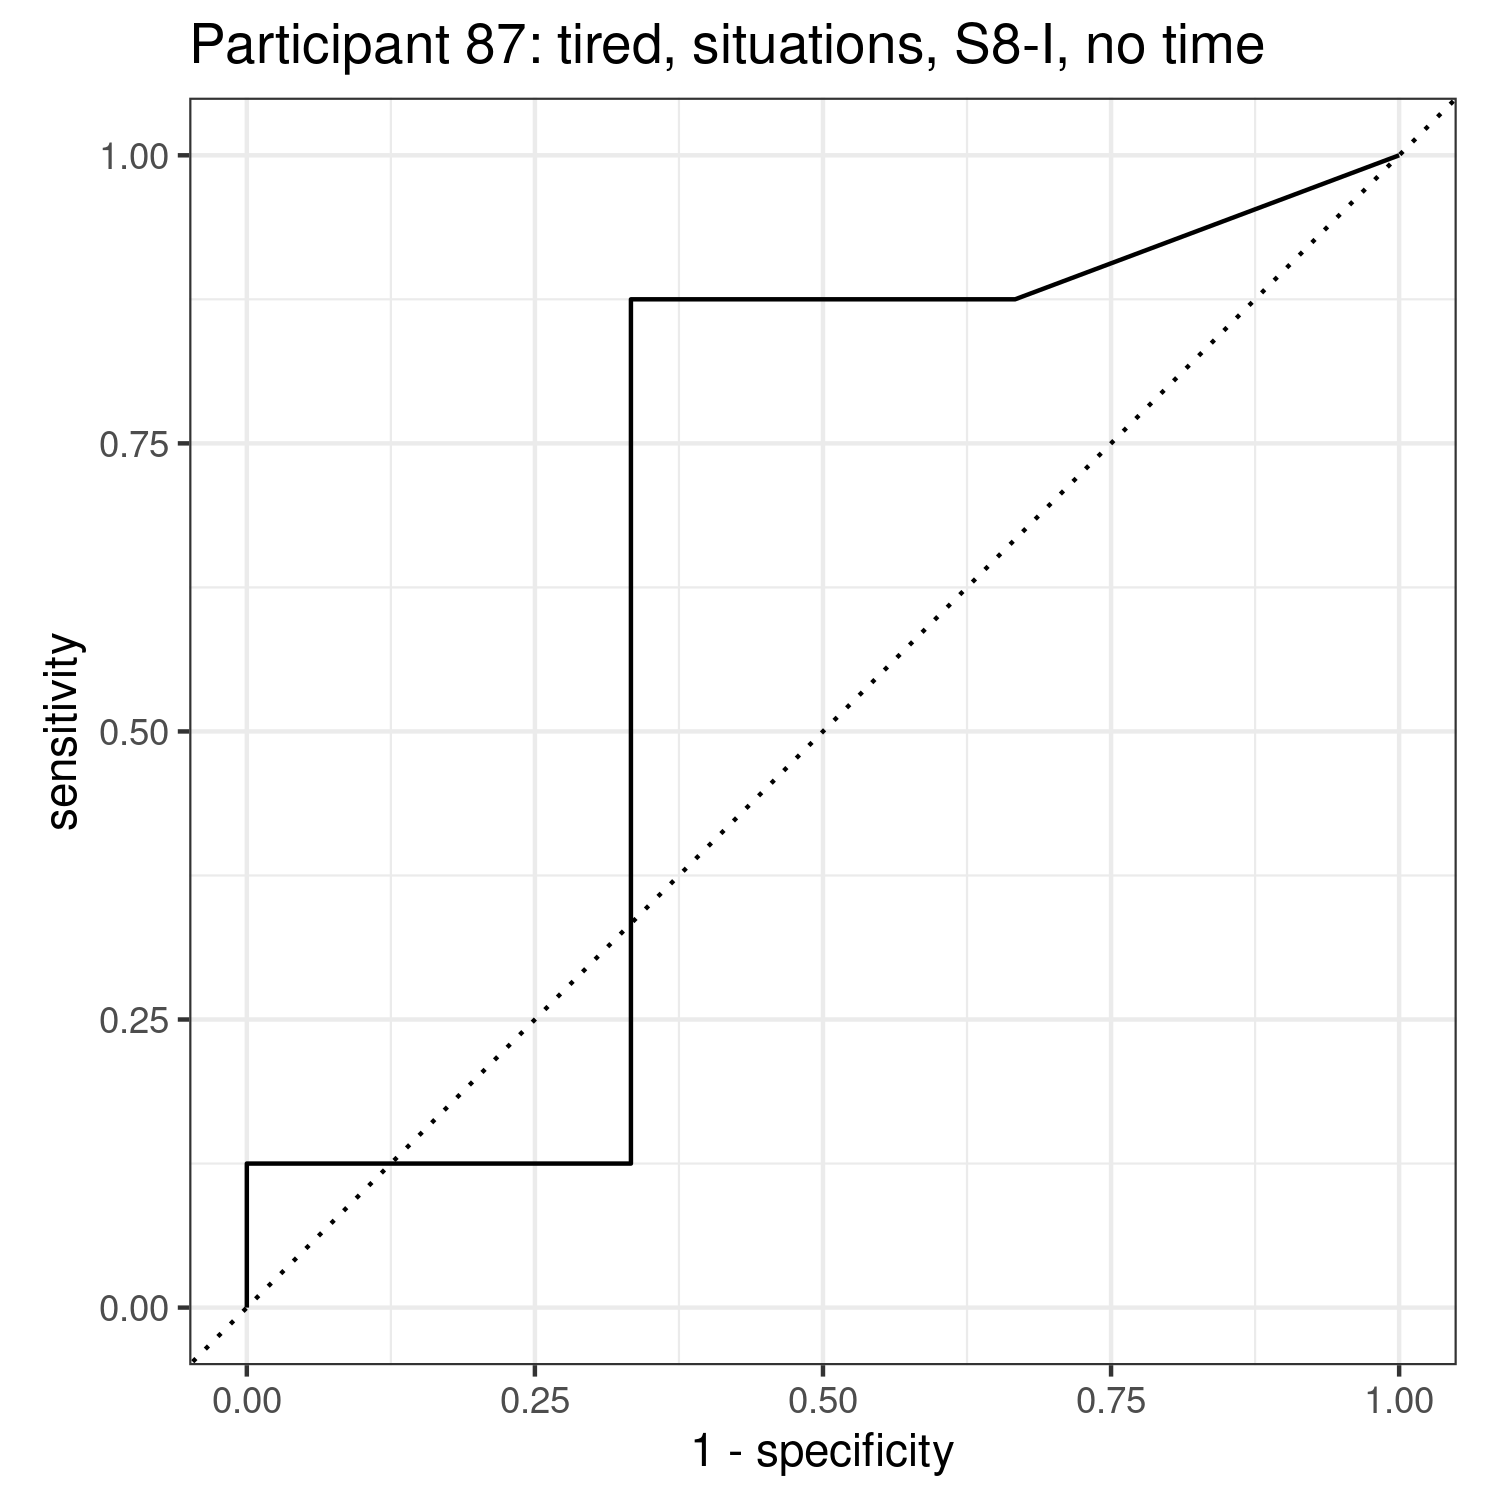 Participant 87: tired, situations, S8-I, no time
1.00
0.75
0.50
0.25
0.00
sensitivity
0.00 0.25 0.50 0.75 1.00
1 - specificity